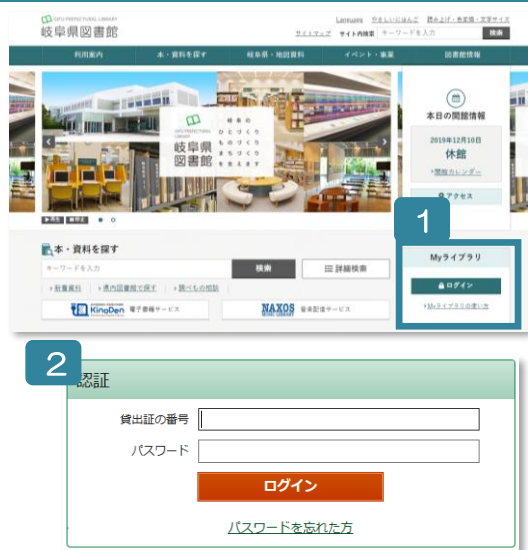 GIFU PREFECTURAL LIBRARY
岐阜県図書館
Language やさしいにほんご 読み上げ・色変換・文字サイズ
サイトマップ サイト内検索 キーワードを入力 検索
利用案内 本・資料を探す 岐阜県・地図資料 イベント・事業 図書館情報
岐阜県
図書館
岐阜の
ひとづくり
ものづくり
まちづくり
を支えます
本日の開館情報
2019年12月10日
休館
開館カレンダー
アクセス
1
再生 停止
本・資料を探す
キーワードを入力 検索 詳細検索
新着資料 県内図書館で探す 調べもの相談
KinoDen 電子書籍サービス
NAXOS MUSIC LIBRARY 音楽配信サービス
Myライブラリ
ログイン
Myライブラリの使い方
2
認証
貸出証の番号
パスワード
ログイン
パスワードを忘れた方